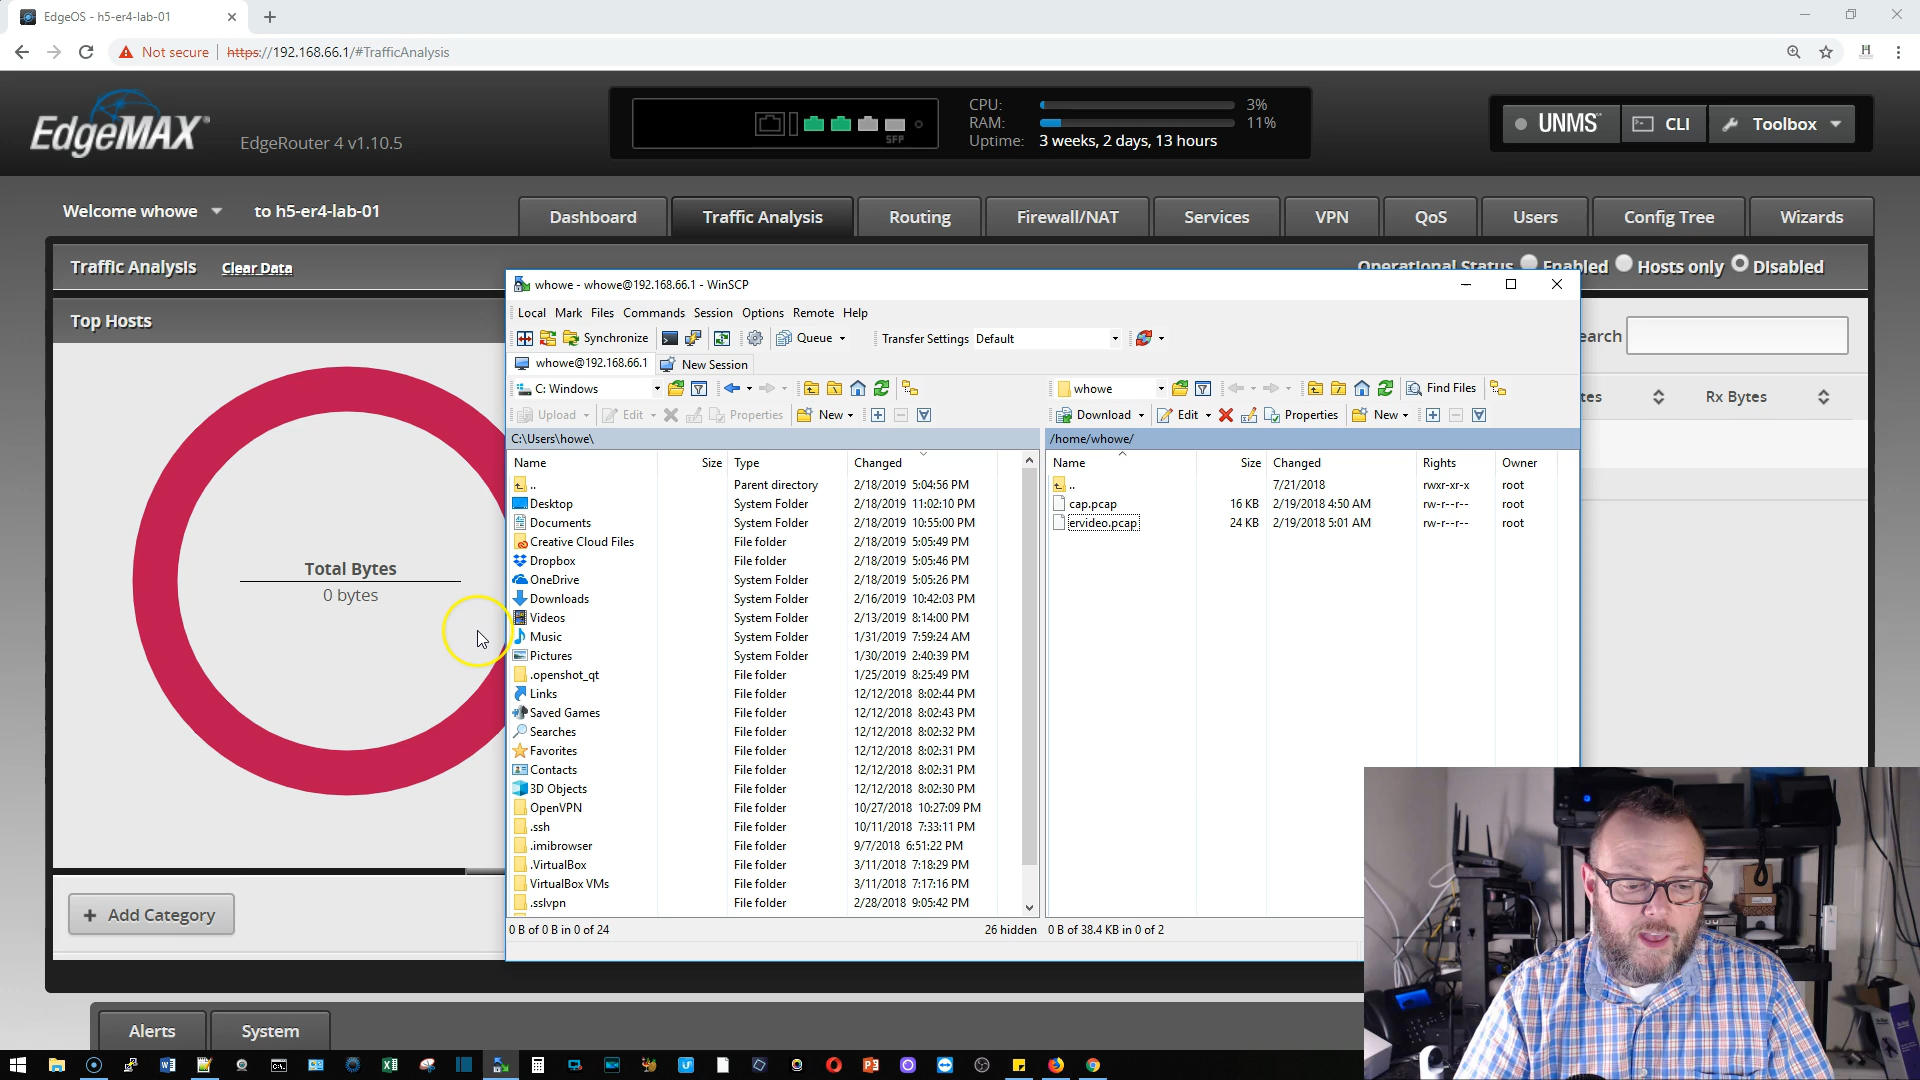 EdgeOS - h5-er4-lab-01
Not secure
https://192.168.66.1/#TrafficAnalysis
EdgeMAX
EdgeRouter 4 v1.10.5
SFP
CPU: 3%
RAM: 11%
Uptime: 3 weeks, 2 days, 13 hours
UNMS
CLI
Toolbox
Welcome whowe to h5-er4-lab-01
Dashboard
Traffic Analysis
Routing
Firewall/NAT
Services
VPN
QoS
Users
Config Tree
Wizards
Traffic Analysis Clear Data
Operational Status Enabled Hosts only Disabled
Top Hosts
Total Bytes
0 bytes
Rx Bytes
+ Add Category
Alerts
System
whowe - whowe@192.168.66.1 - WinSCP
Local Mark Files Commands Session Options Remote Help
Synchronize Queue Transfer Settings Default
whowe@192.168.66.1 New Session
C: Windows
Upload Edit Properties New
C:\Users\howe\
Name Size Type Changed
.. Parent directory 2/18/2019 5:04:56 PM
Desktop System Folder 2/18/2019 11:02:10 PM
Documents System Folder 2/18/2019 10:55:00 PM
Creative Cloud Files File folder 2/18/2019 5:05:49 PM
Dropbox File folder 2/18/2019 5:05:46 PM
OneDrive System Folder 2/18/2019 5:05:26 PM
Downloads System Folder 2/16/2019 10:42:03 PM
Videos System Folder 2/13/2019 8:14:00 PM
Music System Folder 1/31/2019 7:59:24 AM
Pictures System Folder 1/30/2019 2:40:39 PM
.openshot_qt File folder 1/25/2019 8:25:49 PM
Links File folder 12/12/2018 8:02:44 PM
Saved Games File folder 12/12/2018 8:02:43 PM
Searches File folder 12/12/2018 8:02:32 PM
Favorites File folder 12/12/2018 8:02:31 PM
Contacts File folder 12/12/2018 8:02:31 PM
3D Objects File folder 12/12/2018 8:02:30 PM
OpenVPN File folder 10/27/2018 10:27:09 PM
.ssh File folder 10/11/2018 7:33:11 PM
.imibrowser File folder 9/7/2018 6:51:22 PM
.VirtualBox File folder 3/11/2018 7:18:29 PM
VirtualBox VMs File folder 3/11/2018 7:17:16 PM
.sslvpn File folder 2/28/2018 9:05:42 PM
0 B of 0 B in 0 of 24 26 hidden
whowe Find Files
Download Edit Properties New
/home/whowe/
Name Size Changed Rights Owner
.. 7/21/2018 rwxr-xr-x root
cap.pcap 16 KB 2/19/2018 4:50 AM rw-r--r-- root
ervideo.pcap 24 KB 2/19/2018 5:01 AM rw-r--r-- root
0 B of 38.4 KB in 0 of 2